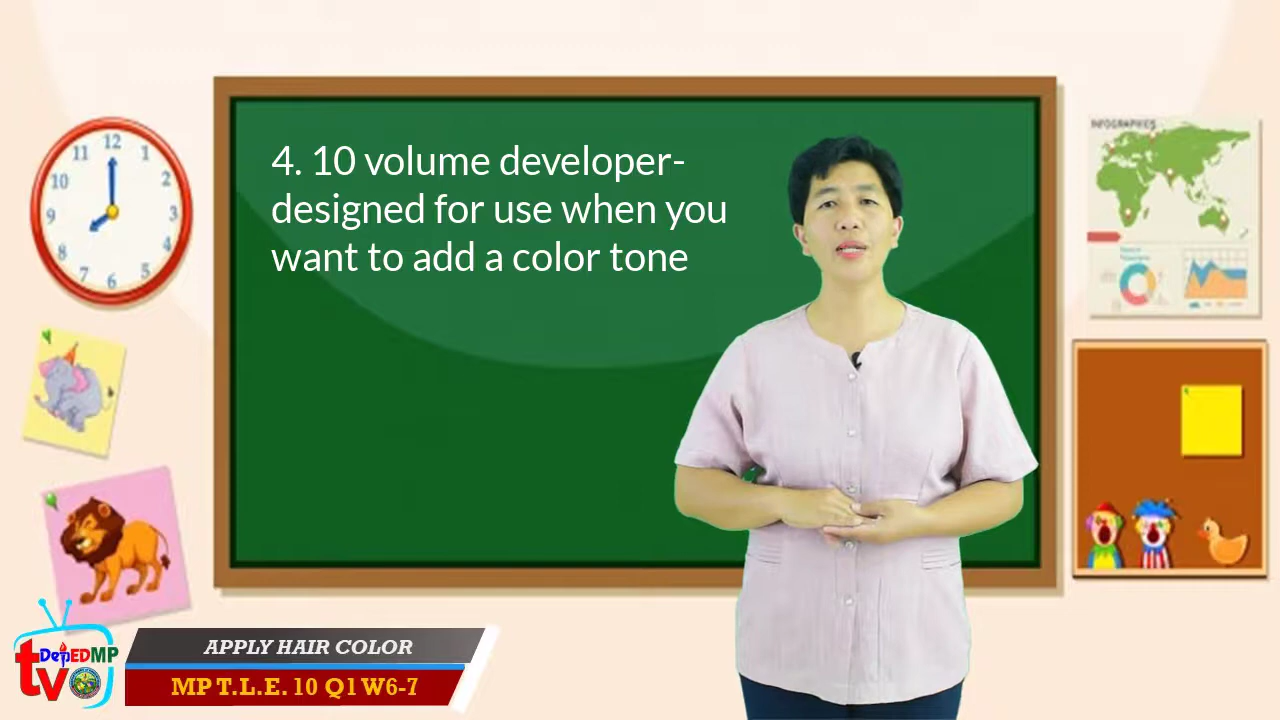 4. 10 volume developer-
designed for use when you
want to add a color tone
12
11
1
10
2
9
3
8
4
7
5
6
INFOGRAPHICS
DepEDMP
tv
APPLY HAIR COLOR
MP T.L.E. 10 Q1 W6-7